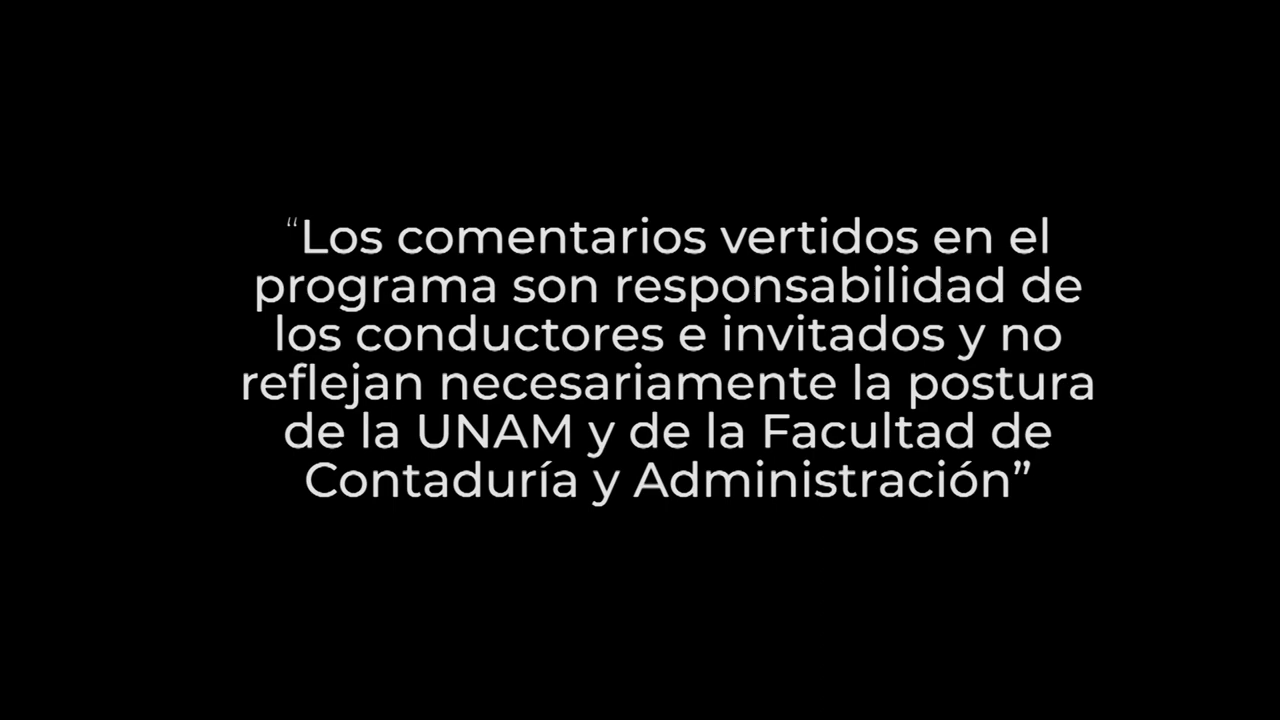 “Los comentarios vertidos en el
programa son responsabilidad de
los conductores e invitados y no
reflejan necesariamente la postura
de la UNAM y de la Facultad de
Contaduría y Administración”